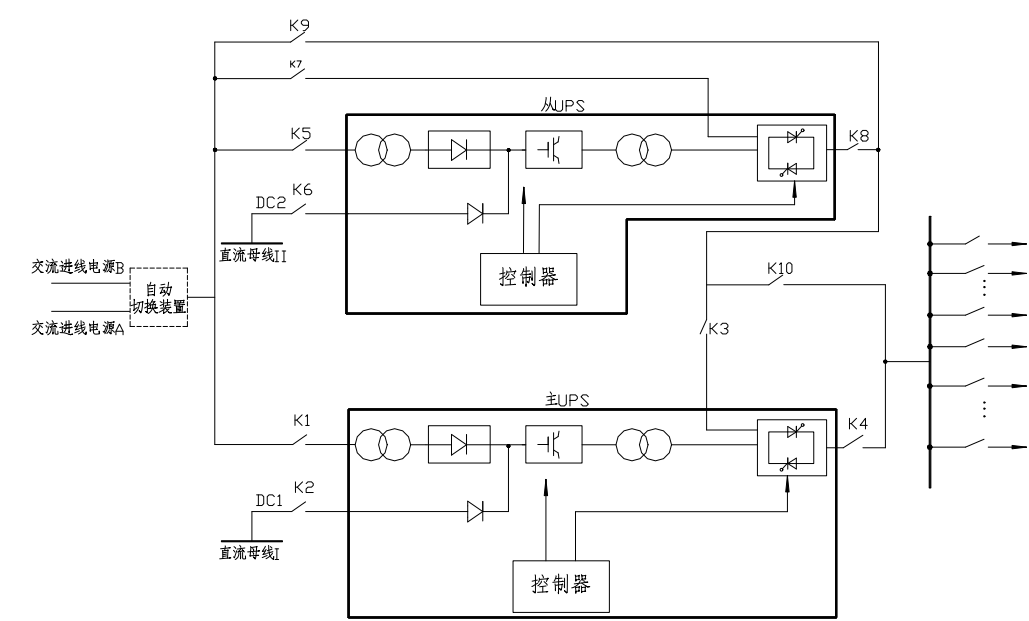 K9
K7
从UPS
K5
K8
DC2
K6
直流母线II
控制器
交流进线电源B
自动
切换装置
交流进线电源A
K10
K3
主UPS
K1
K4
DC1
K2
直流母线I
控制器